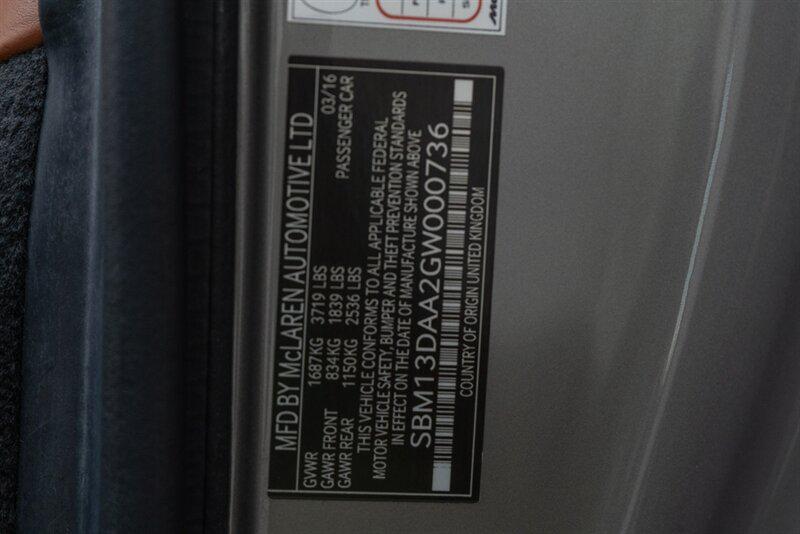 MFD BY McLAREN AUTOMOTIVE LTD
03/16
GVWR 1687KG 3719 LBS PASSENGER CAR
GAWR FRONT 834KG 1839 LBS
GAWR REAR 1150KG 2536 LBS
THIS VEHICLE CONFORMS TO ALL APPLICABLE FEDERAL
MOTOR VEHICLE SAFETY, BUMPER AND THEFT PREVENTION STANDARDS
IN EFFECT ON THE DATE OF MANUFACTURE SHOWN ABOVE
SBM13DAA2GW000736
COUNTRY OF ORIGIN UNITED KINGDOM